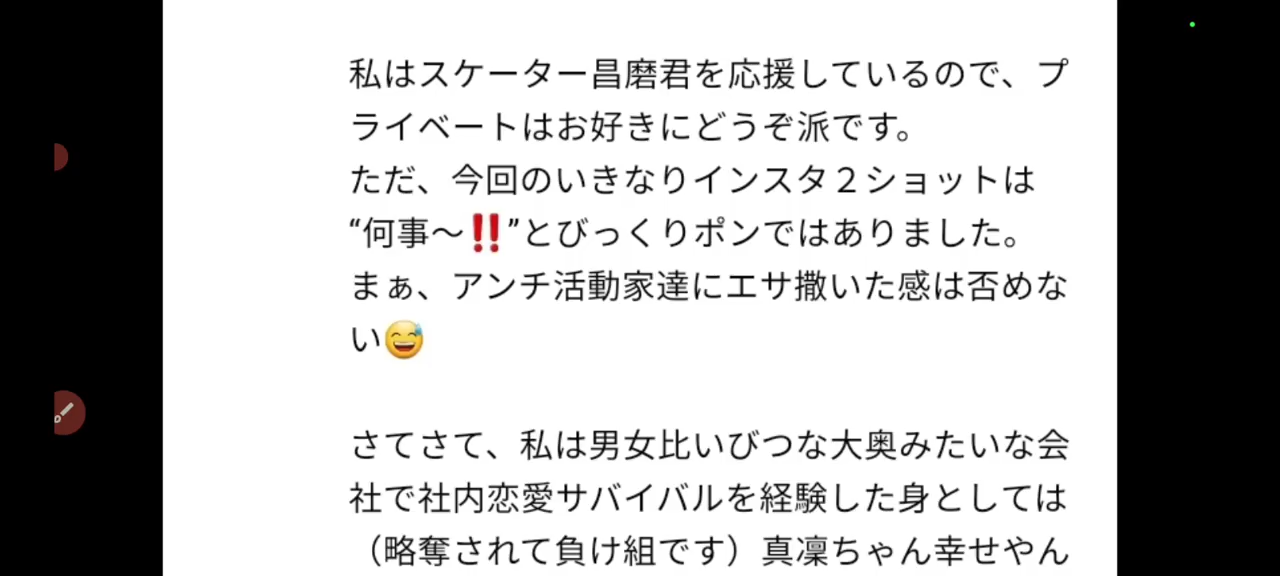 私はスケーター昌磨君を応援しているので、プ
ライベートはお好きにどうぞ派です。
ただ、今回のいきなりインスタ２ショットは
“何事〜‼️”とびっくりポンではありました。
まぁ、アンチ活動家達にエサ撒いた感は否めな
い😅
さてさて、私は男女比いびつな大奥みたいな会
社で社内恋愛サバイバルを経験した身としては
（略奪されて負け組です）真凜ちゃん幸せやん